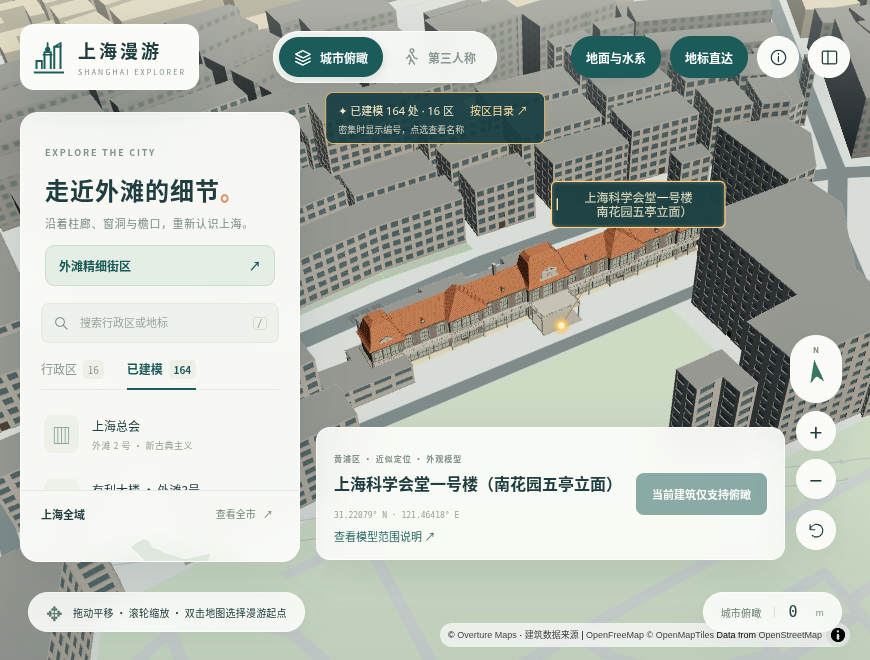 上海漫游
SHANGHAI EXPLORER
城市俯瞰
第三人称
地面与水系
地标直达
✦ 已建模 164 处 · 16 区 按区目录 ↗
密集时显示编号，点选查看名称
EXPLORE THE CITY
走近外滩的细节。
沿着柱廊、窗洞与檐口，重新认识上海。
外滩精细街区 ↗
搜索行政区或地标 /
行政区 16 已建模 164
上海总会
外滩 2 号 · 新古典主义
有利大楼 · 外滩3号
上海全域 查看全市 ↗
上海科学会堂一号楼
南花园五亭立面）
N
+
−
黄浦区 · 近似定位 · 外观模型
上海科学会堂一号楼（南花园五亭立面）
31.22079° N · 121.46418° E
查看模型范围说明 ↗
当前建筑仅支持俯瞰
拖动平移 · 滚轮缩放 · 双击地图选择漫游起点
城市俯瞰 0 m
© Overture Maps · 建筑数据来源 | OpenFreeMap © OpenMapTiles Data from OpenStreetMap